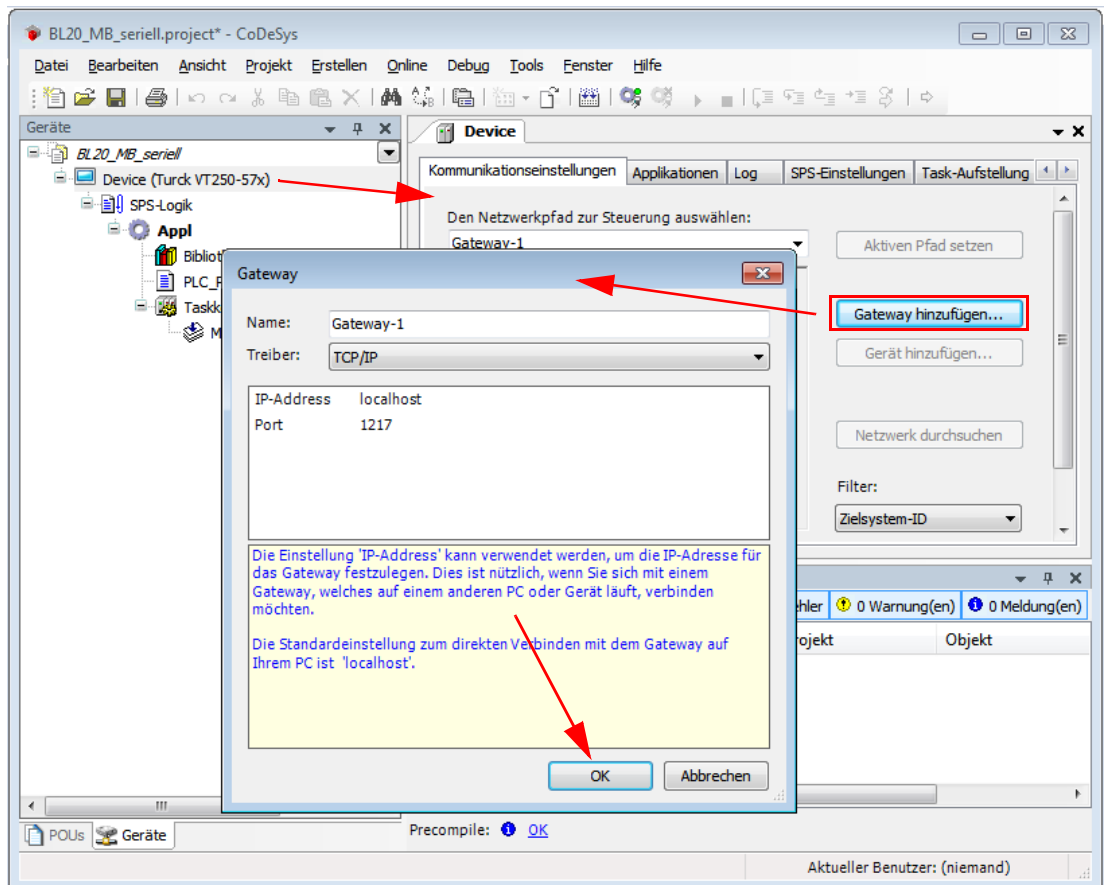 BL20_MB_seriell.project* - CoDeSys
Datei Bearbeiten Ansicht Projekt Erstellen Online Debug Tools Fenster Hilfe
Geräte
BL20_MB_seriell
Device (Turck VT250-57x)
SPS-Logik
Appl
Bibliot
PLC_P
Taskk
M
Device
Kommunikationseinstellungen Applikationen Log SPS-Einstellungen Task-Aufstellung
Den Netzwerkpfad zur Steuerung auswählen:
Gateway-1
Aktiven Pfad setzen
Gateway hinzufügen...
Gerät hinzufügen...
Netzwerk durchsuchen
Filter:
Zielsystem-ID
Gateway
Name: Gateway-1
Treiber: TCP/IP
IP-Address localhost
Port 1217
Die Einstellung 'IP-Address' kann verwendet werden, um die IP-Adresse für
das Gateway festzulegen. Dies ist nützlich, wenn Sie sich mit einem
Gateway, welches auf einem anderen PC oder Gerät läuft, verbinden
möchten.
Die Standardeinstellung zum direkten Verbinden mit dem Gateway auf
Ihrem PC ist 'localhost'.
OK Abbrechen
ehler 0 Warnung(en) 0 Meldung(en)
rojekt Objekt
POUs Geräte
Precompile: OK
Aktueller Benutzer: (niemand)